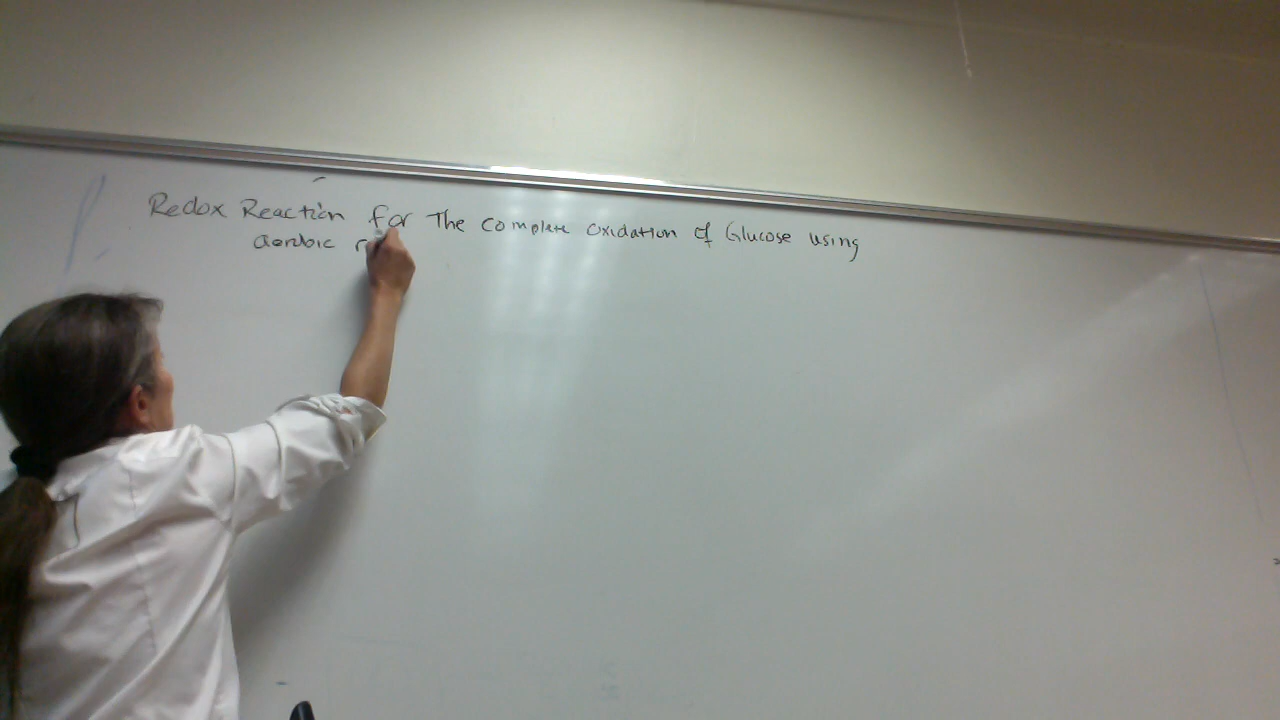 Redox Reaction for The Complete Oxidation of Glucose using
aerobic r